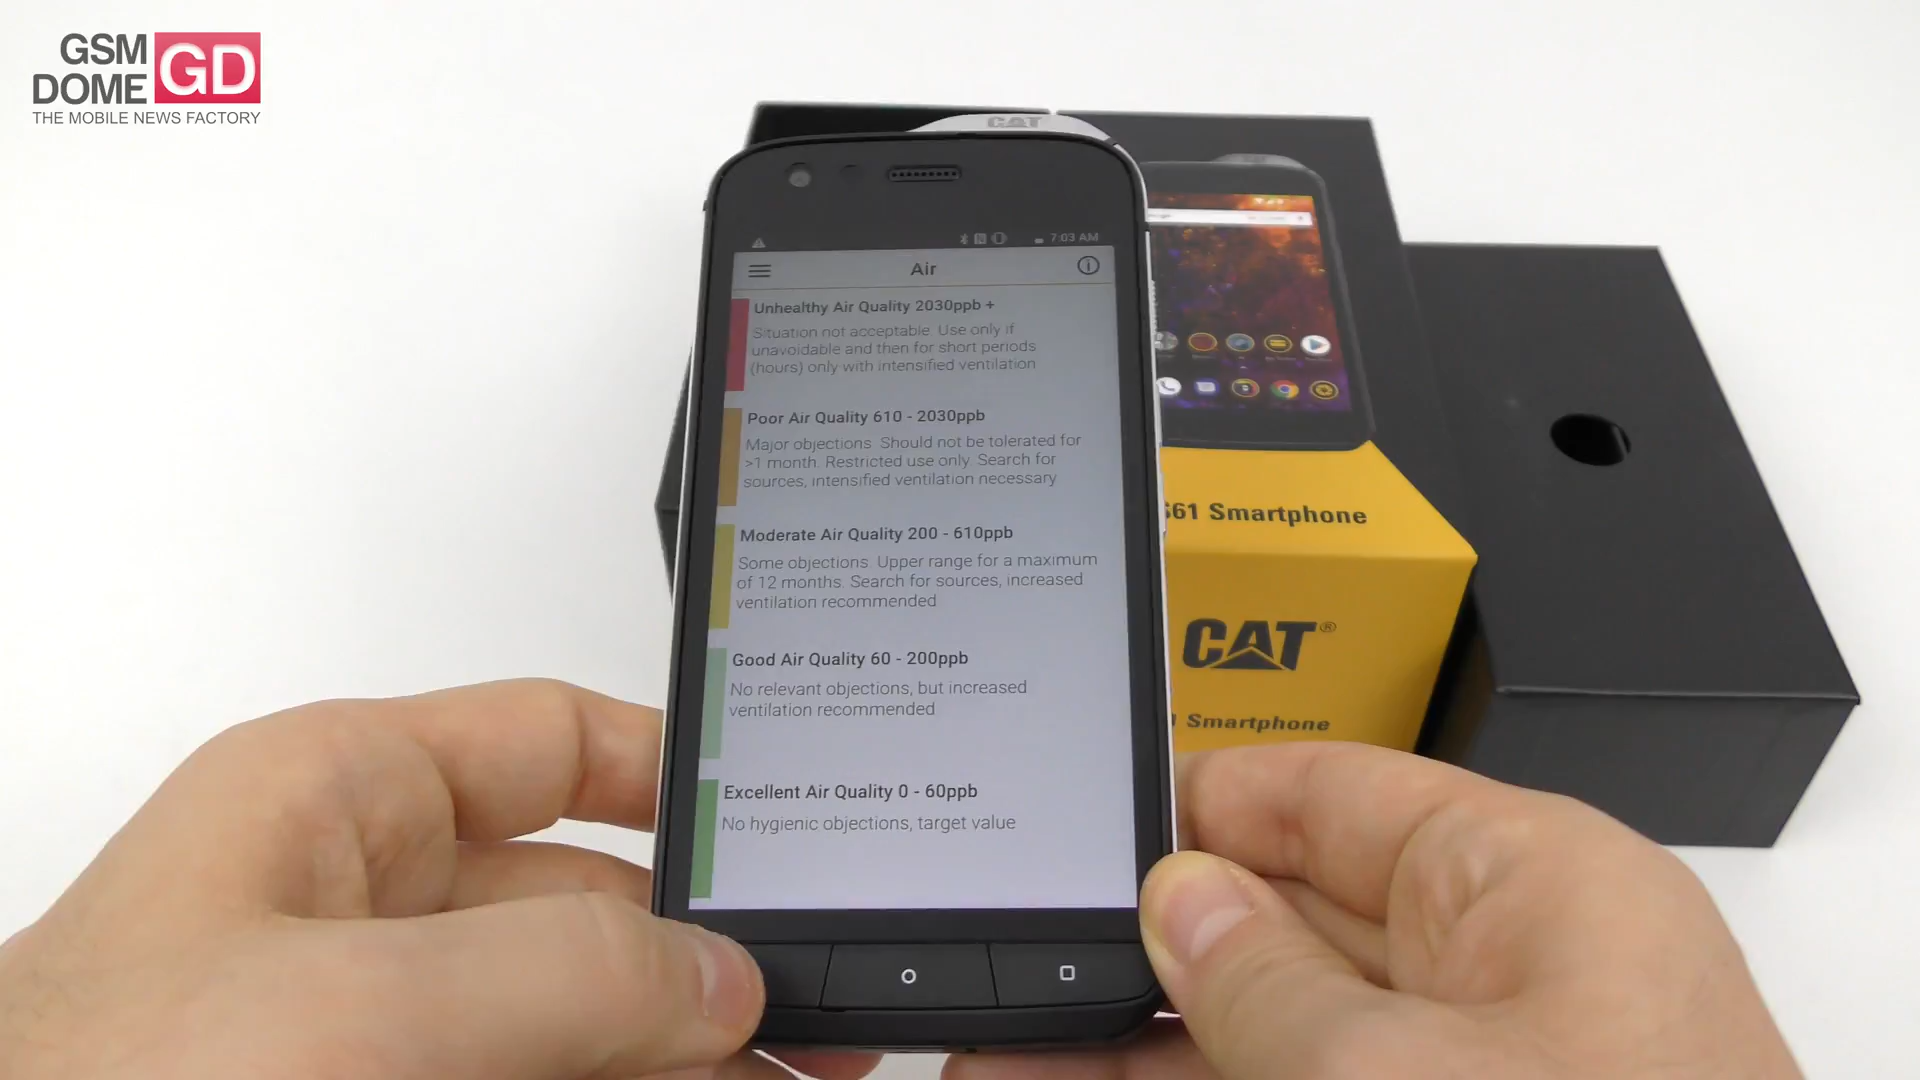 GSM
DOME
GD
THE MOBILE NEWS FACTORY
CAT
7:03 AM
Air
Unhealthy Air Quality 2030ppb +
Situation not acceptable. Use only if
unavoidable and then for short periods
(hours) only with intensified ventilation
Poor Air Quality 610 - 2030ppb
Major objections. Should not be tolerated for
>1 month. Restricted use only. Search for
sources, intensified ventilation necessary
Moderate Air Quality 200 - 610ppb
Some objections. Upper range for a maximum
of 12 months. Search for sources, increased
ventilation recommended
Good Air Quality 60 - 200ppb
No relevant objections, but increased
ventilation recommended
Excellent Air Quality 0 - 60ppb
No hygienic objections, target value
S61 Smartphone
CAT®
Smartphone